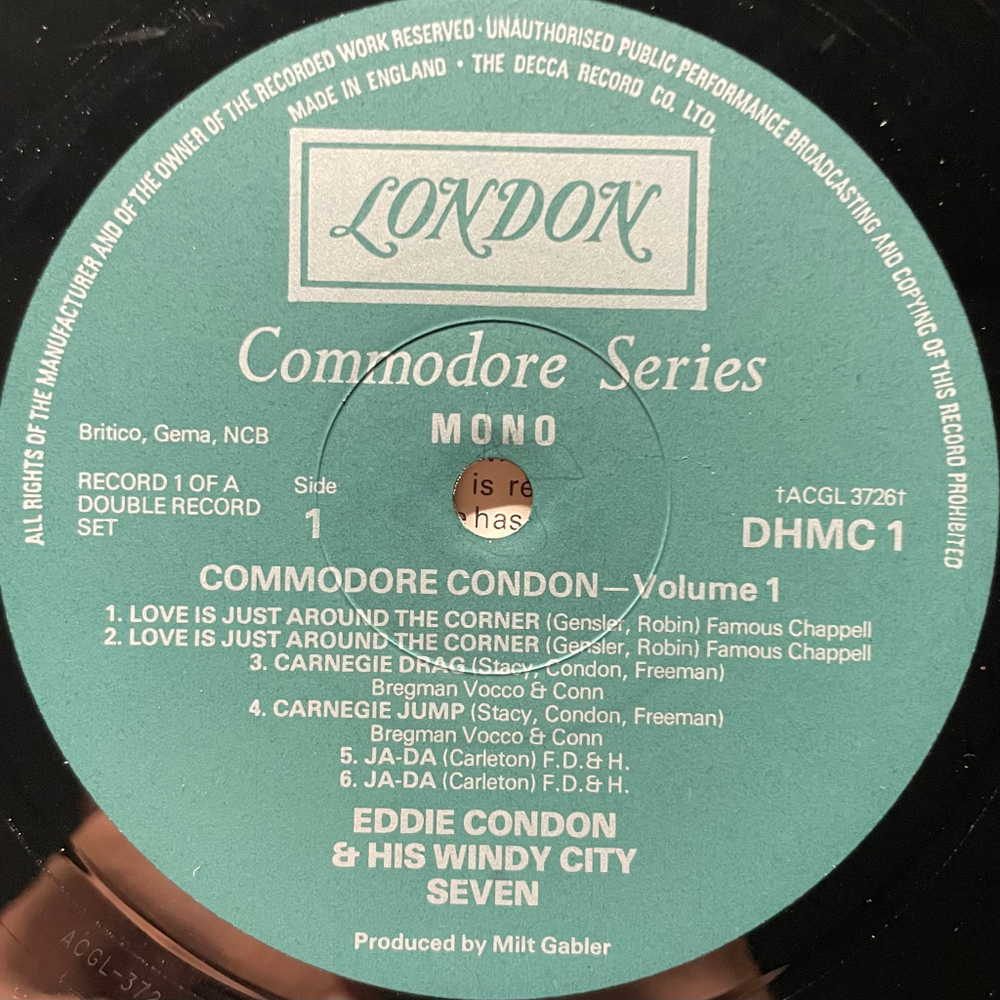 ALL RIGHTS OF THE MANUFACTURER AND OF THE OWNER OF THE RECORDED WORK RESERVED · UNAUTHORISED PUBLIC PERFORMANCE BROADCASTING AND COPYING OF THIS RECORD PROHIBITED
MADE IN ENGLAND • THE DECCA RECORD CO. LTD.
LONDON
Commodore Series
MONO
Britico, Gema, NCB
RECORD 1 OF A
DOUBLE RECORD
SET
Side
1
is re
has
†ACGL 3726†
DHMC 1
COMMODORE CONDON—Volume 1
1. LOVE IS JUST AROUND THE CORNER (Gensler, Robin) Famous Chappell
2. LOVE IS JUST AROUND THE CORNER (Gensler, Robin) Famous Chappell
3. CARNEGIE DRAG (Stacy, Condon, Freeman)
Bregman Vocco & Conn
4. CARNEGIE JUMP (Stacy, Condon, Freeman)
Bregman Vocco & Conn
5. JA-DA (Carleton) F.D.& H.
6. JA-DA (Carleton) F.D.& H.
EDDIE CONDON
& HIS WINDY CITY
SEVEN
Produced by Milt Gabler
ACGL-372